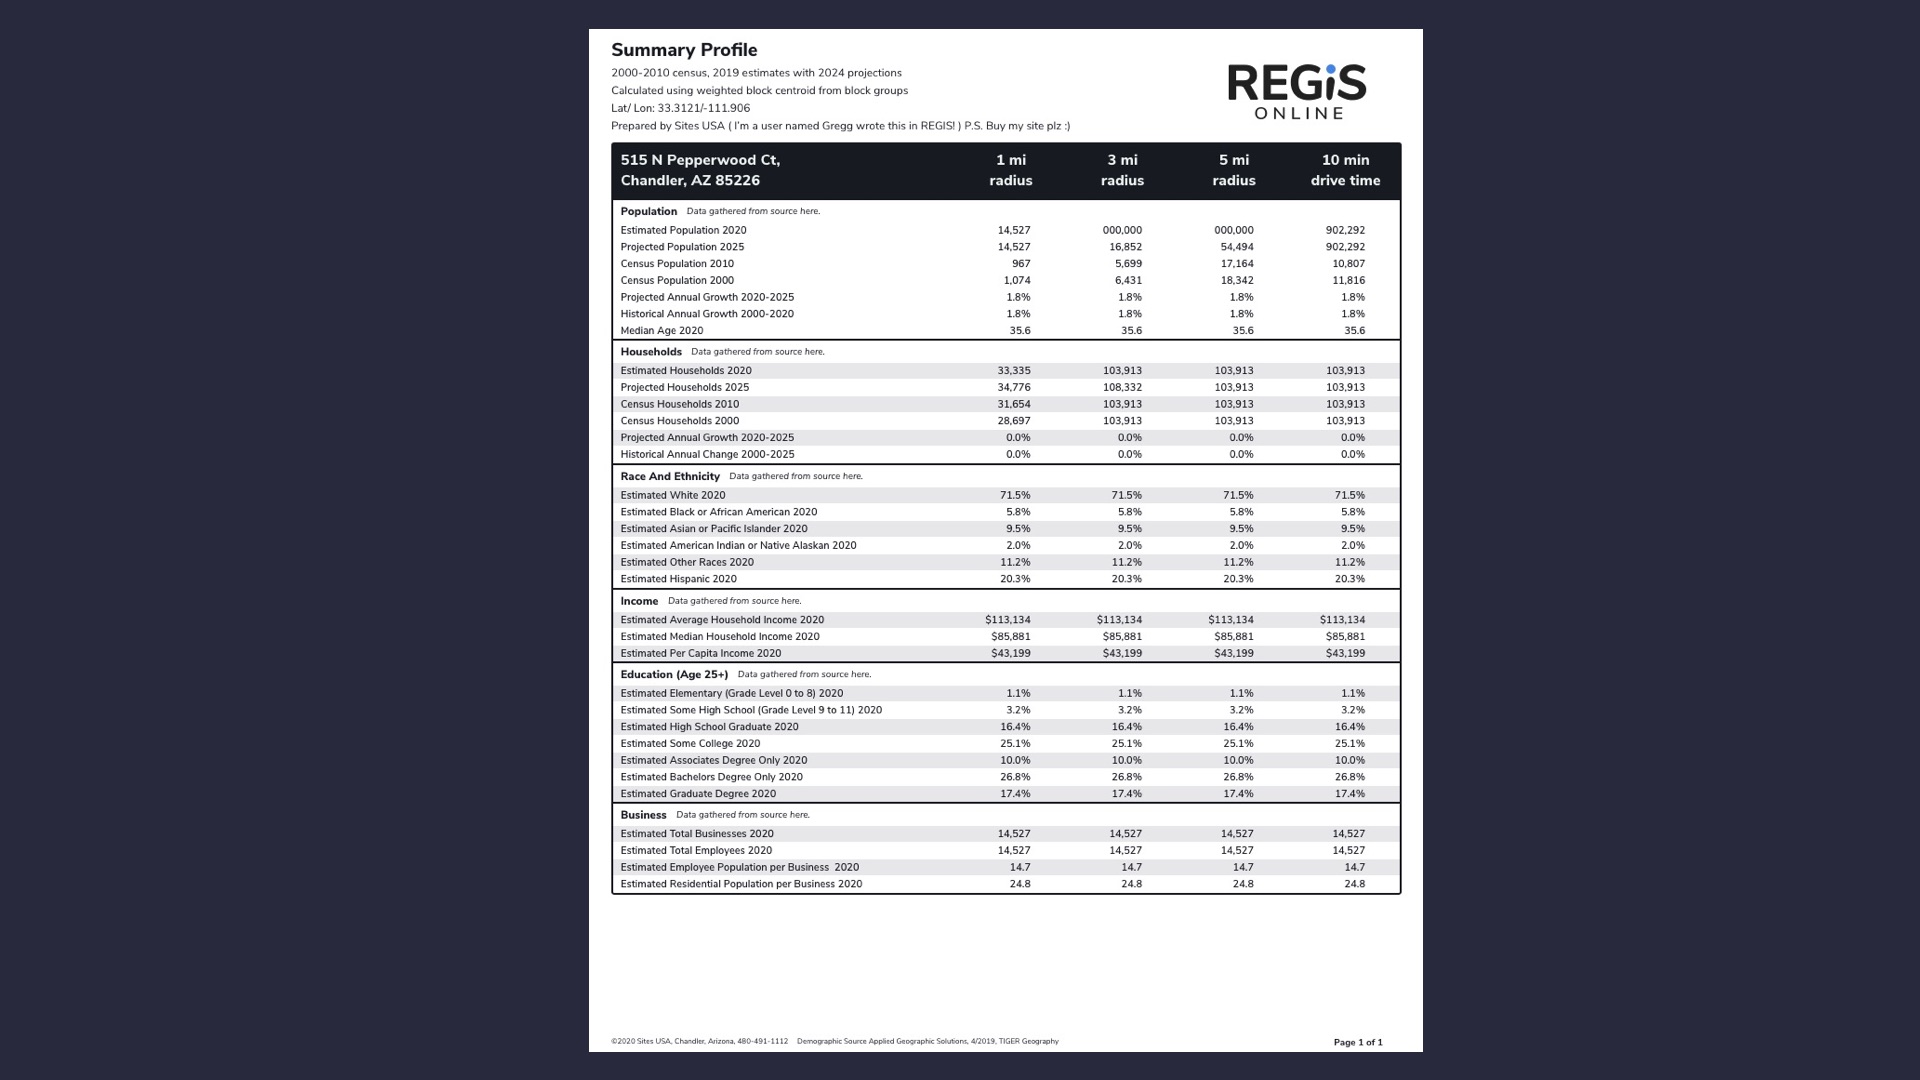 Summary Profile
2000-2010 census, 2019 estimates with 2024 projections
Calculated using weighted block centroid from block groups
Lat/ Lon: 33.3121/-111.906
Prepared by Sites USA ( I'm a user named Gregg wrote this in REGIS! ) P.S. Buy my site plz :)
REGiS
ONLINE
515 N Pepperwood Ct, 1 mi 3 mi 5 mi 10 min
Chandler, AZ 85226 radius radius radius drive time
Population Data gathered from source here.
Estimated Population 2020 14,527 000,000 000,000 902,292
Projected Population 2025 14,527 16,852 54,494 902,292
Census Population 2010 967 5,699 17,164 10,807
Census Population 2000 1,074 6,431 18,342 11,816
Projected Annual Growth 2020-2025 1.8% 1.8% 1.8% 1.8%
Historical Annual Growth 2000-2020 1.8% 1.8% 1.8% 1.8%
Median Age 2020 35.6 35.6 35.6 35.6
Households Data gathered from source here.
Estimated Households 2020 33,335 103,913 103,913 103,913
Projected Households 2025 34,776 108,332 103,913 103,913
Census Households 2010 31,654 103,913 103,913 103,913
Census Households 2000 28,697 103,913 103,913 103,913
Projected Annual Growth 2020-2025 0.0% 0.0% 0.0% 0.0%
Historical Annual Change 2000-2025 0.0% 0.0% 0.0% 0.0%
Race And Ethnicity Data gathered from source here.
Estimated White 2020 71.5% 71.5% 71.5% 71.5%
Estimated Black or African American 2020 5.8% 5.8% 5.8% 5.8%
Estimated Asian or Pacific Islander 2020 9.5% 9.5% 9.5% 9.5%
Estimated American Indian or Native Alaskan 2020 2.0% 2.0% 2.0% 2.0%
Estimated Other Races 2020 11.2% 11.2% 11.2% 11.2%
Estimated Hispanic 2020 20.3% 20.3% 20.3% 20.3%
Income Data gathered from source here.
Estimated Average Household Income 2020 $113,134 $113,134 $113,134 $113,134
Estimated Median Household Income 2020 $85,881 $85,881 $85,881 $85,881
Estimated Per Capita Income 2020 $43,199 $43,199 $43,199 $43,199
Education (Age 25+) Data gathered from source here.
Estimated Elementary (Grade Level 0 to 8) 2020 1.1% 1.1% 1.1% 1.1%
Estimated Some High School (Grade Level 9 to 11) 2020 3.2% 3.2% 3.2% 3.2%
Estimated High School Graduate 2020 16.4% 16.4% 16.4% 16.4%
Estimated Some College 2020 25.1% 25.1% 25.1% 25.1%
Estimated Associates Degree Only 2020 10.0% 10.0% 10.0% 10.0%
Estimated Bachelors Degree Only 2020 26.8% 26.8% 26.8% 26.8%
Estimated Graduate Degree 2020 17.4% 17.4% 17.4% 17.4%
Business Data gathered from source here.
Estimated Total Businesses 2020 14,527 14,527 14,527 14,527
Estimated Total Employees 2020 14,527 14,527 14,527 14,527
Estimated Employee Population per Business 2020 14.7 14.7 14.7 14.7
Estimated Residential Population per Business 2020 24.8 24.8 24.8 24.8
©2020 Sites USA, Chandler, Arizona, 480-491-1112 Demographic Source Applied Geographic Solutions, 4/2019, TIGER Geography
Page 1 of 1